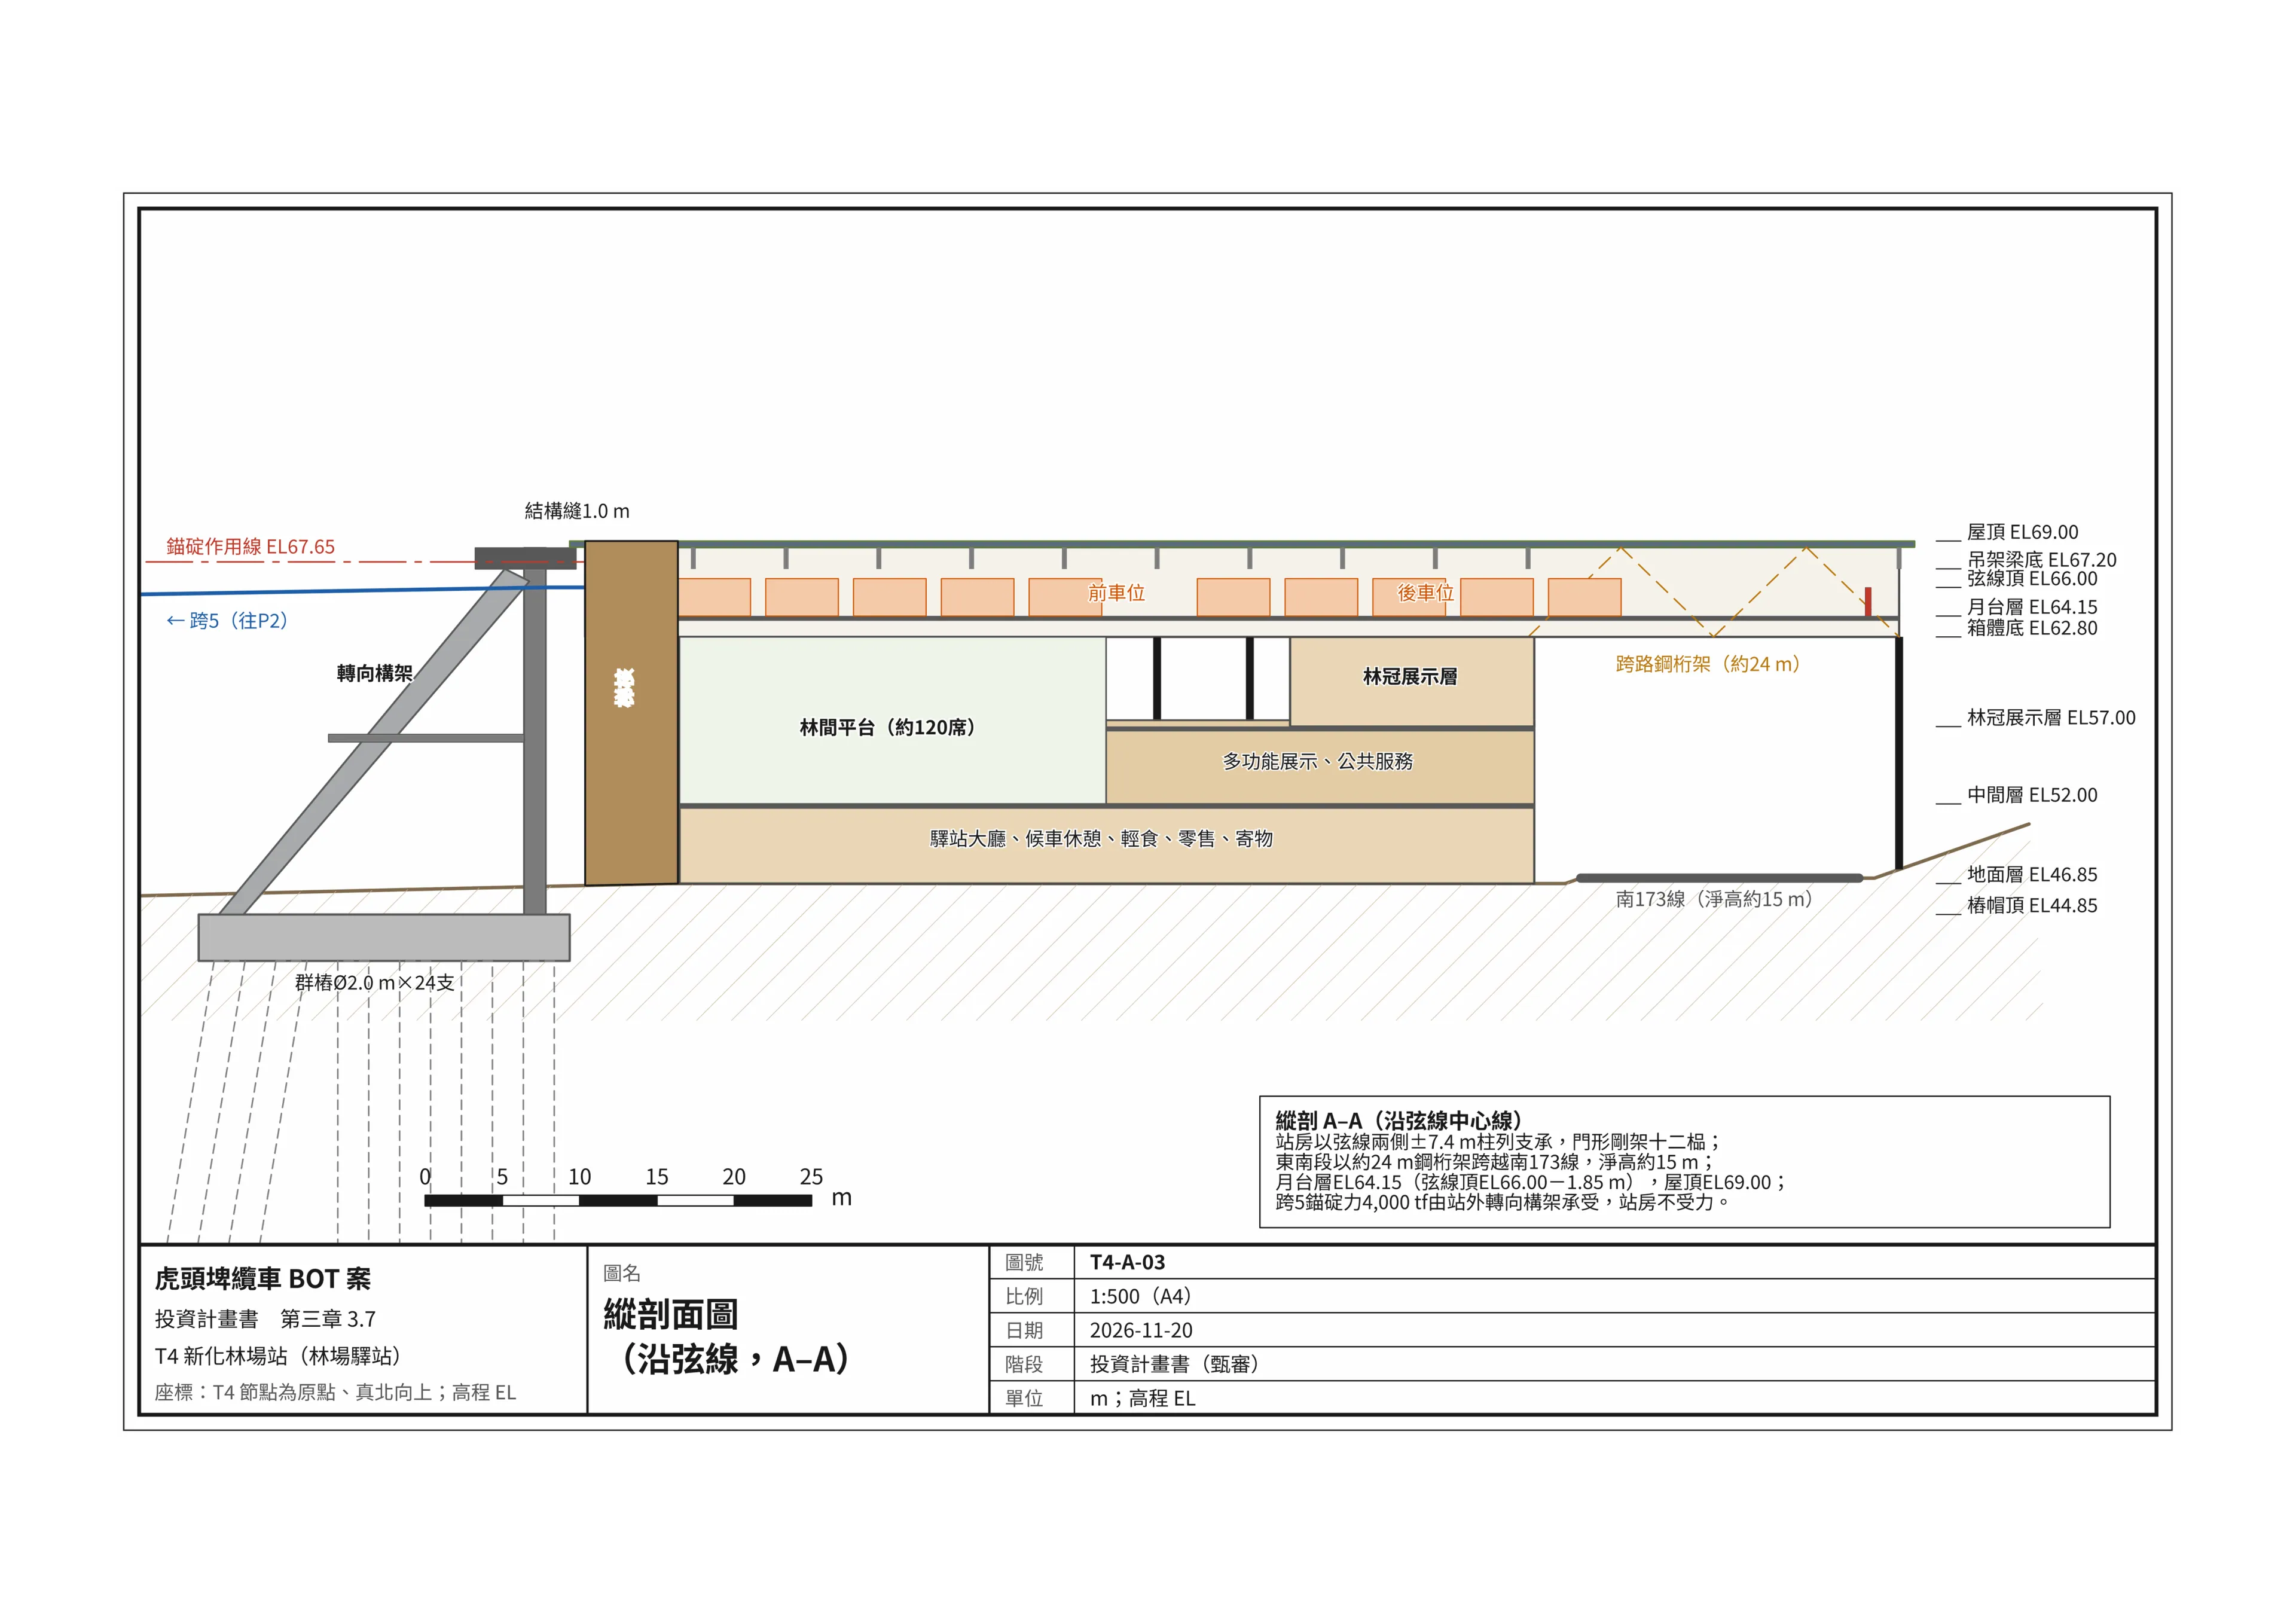 結構縫1.0 m
錨碇作用線 EL67.65
← 跨5（往P2）
轉向構架
前車位
後車位
林冠展示層
林間平台（約120席）
多功能展示、公共服務
驛站大廳、候車休憩、輕食、零售、寄物
跨路鋼桁架（約24 m）
南173線（淨高約15 m）
屋頂 EL69.00
吊架梁底 EL67.20
弦線頂 EL66.00
月台層 EL64.15
箱體底 EL62.80
林冠展示層 EL57.00
中間層 EL52.00
地面層 EL46.85
樁帽頂 EL44.85
群樁Ø2.0 m×24支
0 5 10 15 20 25 m
縱剖 A–A（沿弦線中心線）
站房以弦線兩側±7.4 m柱列支承，門形剛架十二榀；
東南段以約24 m鋼桁架跨越南173線，淨高約15 m；
月台層EL64.15（弦線頂EL66.00－1.85 m），屋頂EL69.00；
跨5錨碇力4,000 tf由站外轉向構架承受，站房不受力。
虎頭埤纜車 BOT 案
投資計畫書　第三章 3.7
T4 新化林場站（林場驛站）
座標：T4 節點為原點、真北向上；高程 EL
圖名
縱剖面圖
（沿弦線，A–A）
圖號 T4-A-03
比例 1:500（A4）
日期 2026-11-20
階段 投資計畫書（甄審）
單位 m；高程 EL